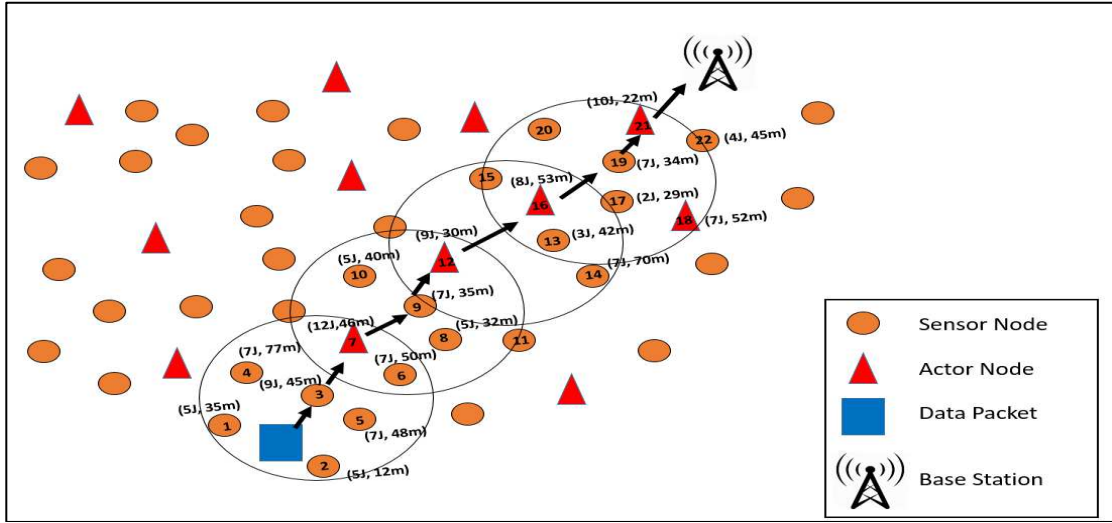 (10J, 22m)
21
20
22
(4J, 45m)
19
(7J, 34m)
15
(8J, 53m)
16
17
(2J, 29m)
18
(7J, 52m)
(9J, 30m)
13
(3J, 42m)
12
(5J, 40m)
10
(7J, 35m)
14
(7J, 70m)
9
(12J,46m)
(5J, 32m)
7
8
11
(7J, 77m)
(7J, 50m)
4
6
(9J, 45m)
3
(5J, 35m)
1
5
(7J, 48m)
2
(5J, 12m)
Sensor Node
Actor Node
Data Packet
Base Station